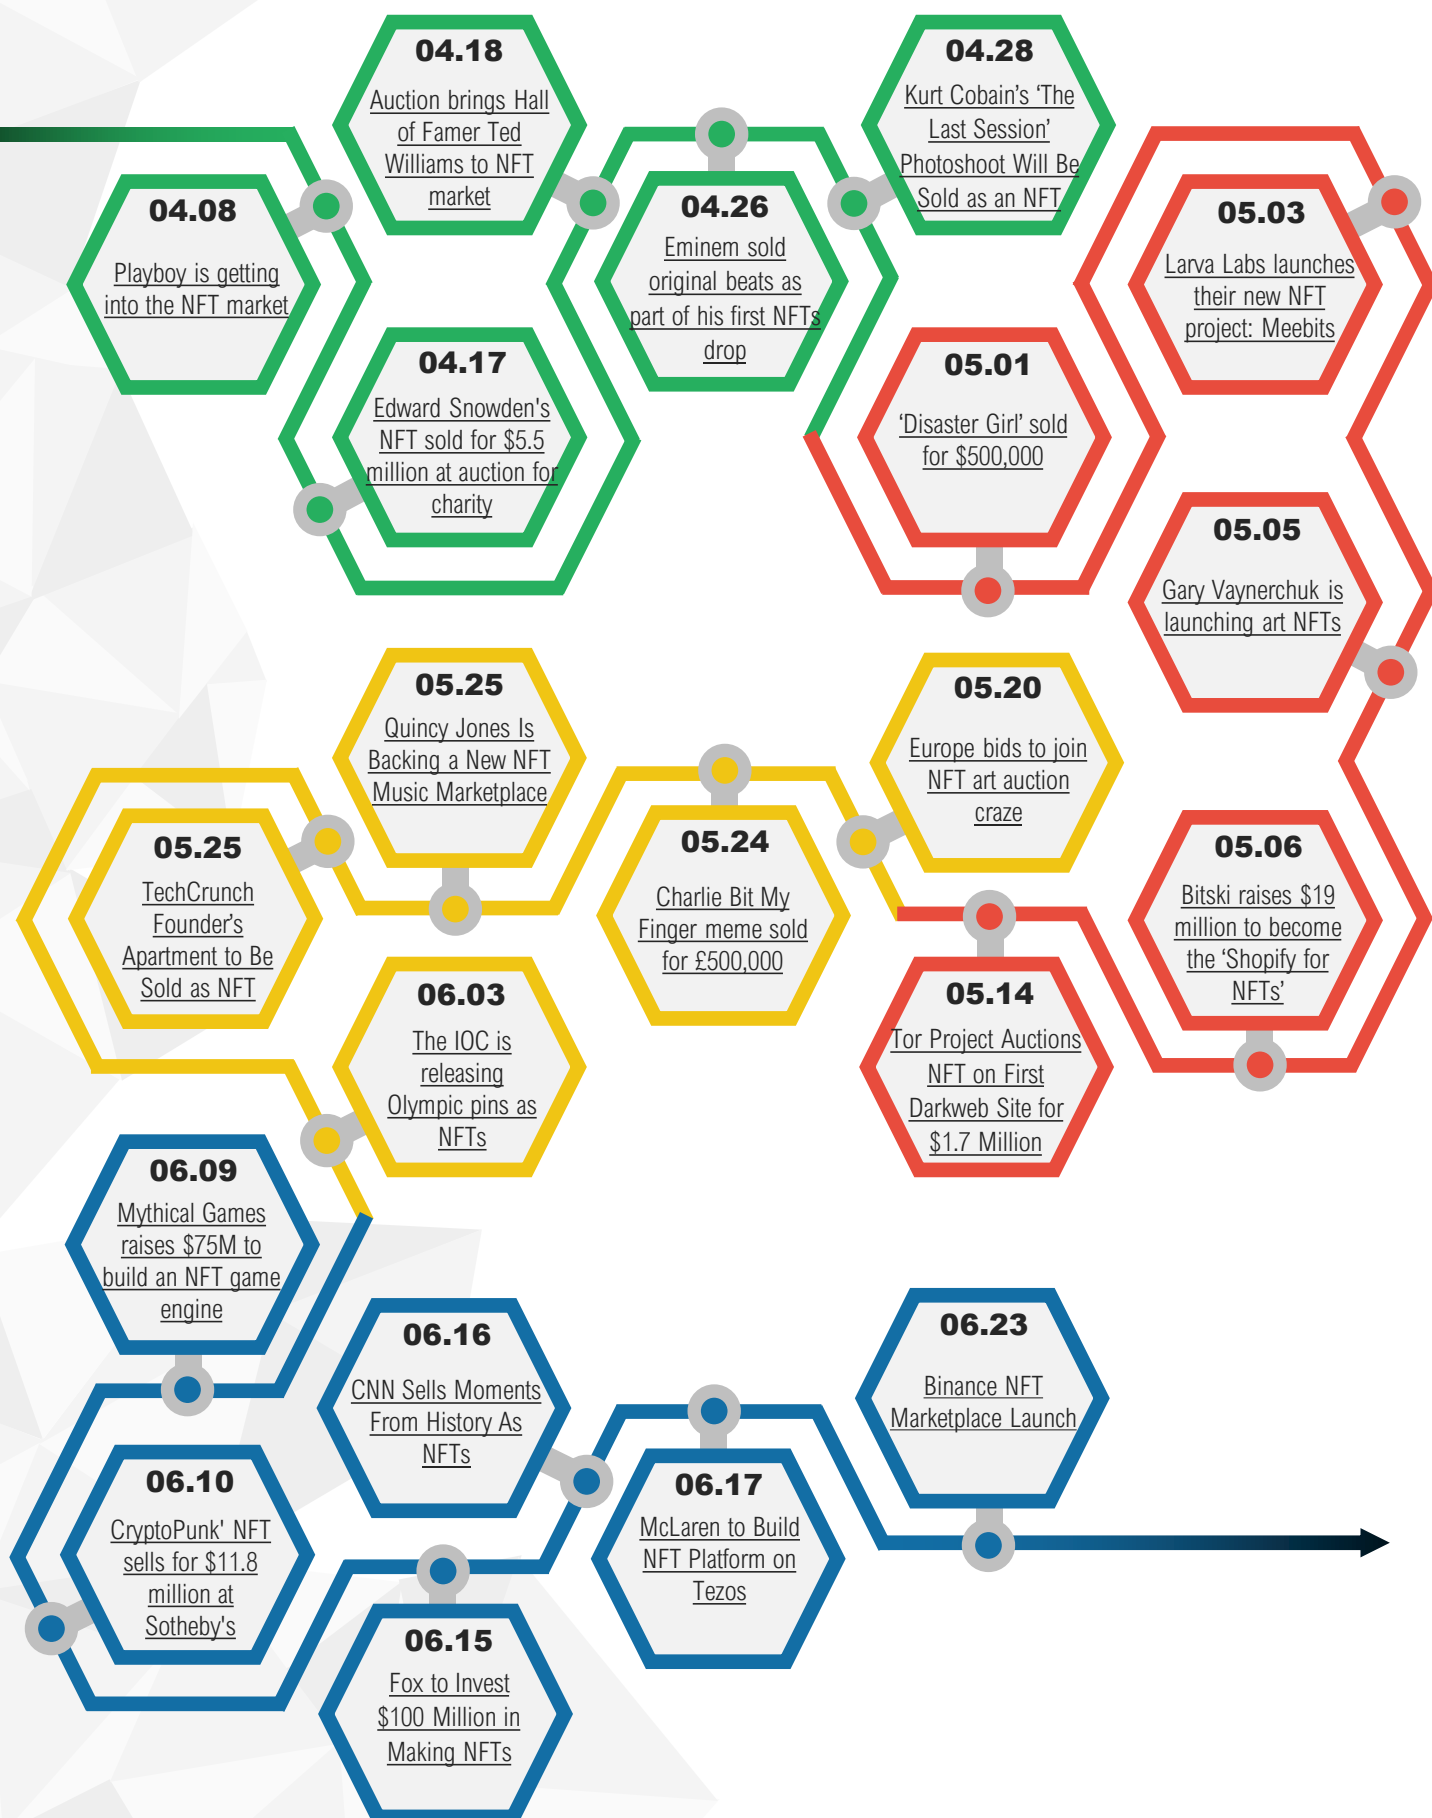 04.08
Playboy is getting
into the NFT market
04.17
Edward Snowden's
NFT sold for $5.5
million at auction for
charity
04.18
Auction brings Hall
of Famer Ted
Williams to NFT
market
04.26
Eminem sold
original beats as
part of his first NFTs
drop
04.28
Kurt Cobain’s ‘The
Last Session’
Photoshoot Will Be
Sold as an NFT
05.01
‘Disaster Girl’ sold
for $500,000
05.03
Larva Labs launches
their new NFT
project: Meebits
05.05
Gary Vaynerchuk is
launching art NFTs
05.06
Bitski raises $19
million to become
the ‘Shopify for
NFTs’
05.14
Tor Project Auctions
NFT on First
Darkweb Site for
$1.7 Million
05.20
Europe bids to join
NFT art auction
craze
05.24
Charlie Bit My
Finger meme sold
for £500,000
05.25
Quincy Jones Is
Backing a New NFT
Music Marketplace
05.25
TechCrunch
Founder’s
Apartment to Be
Sold as NFT
06.03
The IOC is
releasing
Olympic pins as
NFTs
06.09
Mythical Games
raises $75M to
build an NFT game
engine
06.10
CryptoPunk' NFT
sells for $11.8
million at
Sotheby's
06.15
Fox to Invest
$100 Million in
Making NFTs
06.16
CNN Sells Moments
From History As
NFTs
06.17
McLaren to Build
NFT Platform on
Tezos
06.23
Binance NFT
Marketplace Launch